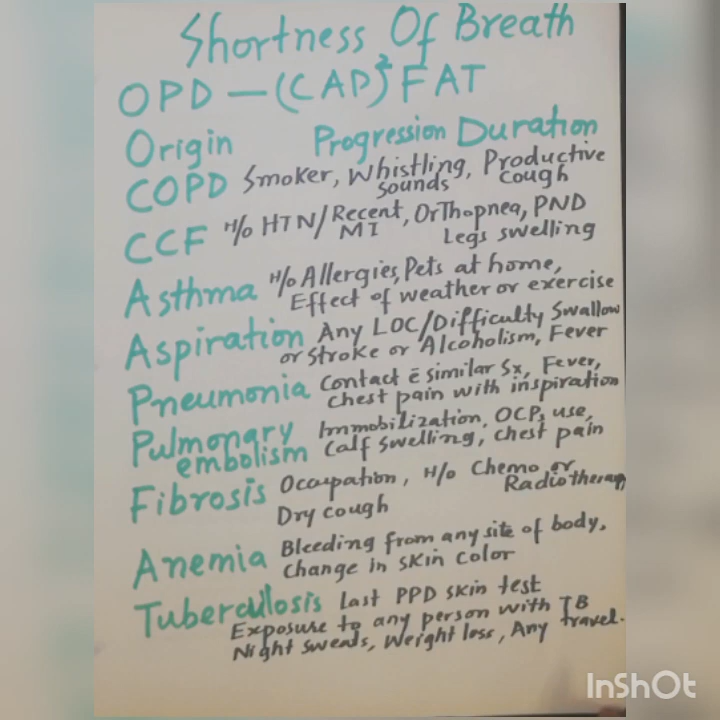 Shortness Of Breath
OPD — (CAP)² FAT
Origin Progression Duration
COPD Smoker, Whistling sounds, Productive cough
CCF H/o HTN/Recent MI, Orthopnea, PND
Legs swelling
Asthma H/o Allergies, Pets at home,
Effect of weather or exercise
Aspiration Any LOC/Difficulty Swallow
or Stroke or Alcoholism, Fever
Pneumonia Contact c̄ similar Sx, Fever,
chest pain with inspiration
Pulmonary embolism Immobilization, OCPs use,
Calf swelling, chest pain
Fibrosis Occupation, H/o Chemo or Radiotherapy
Dry cough
Anemia Bleeding from any site of body,
change in skin color
Tuberculosis Last PPD skin test
Exposure to any person with TB
Night sweats, Weight loss, Any travel.
InShOt